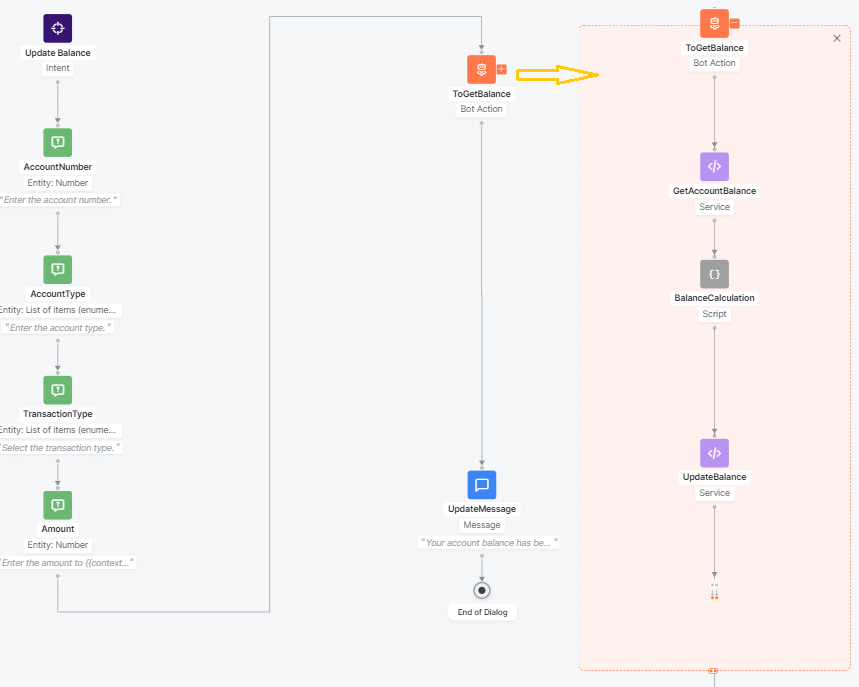 Update Balance
Intent
AccountNumber
Entity: Number
"Enter the account number."
AccountType
Entity: List of items (enume...
"Enter the account type."
TransactionType
Entity: List of items (enume...
"Select the transaction type."
Amount
Entity: Number
"Enter the amount to {{context..."
ToGetBalance
Bot Action
UpdateMessage
Message
"Your account balance has be..."
End of Dialog
ToGetBalance
Bot Action
GetAccountBalance
Service
BalanceCalculation
Script
UpdateBalance
Service